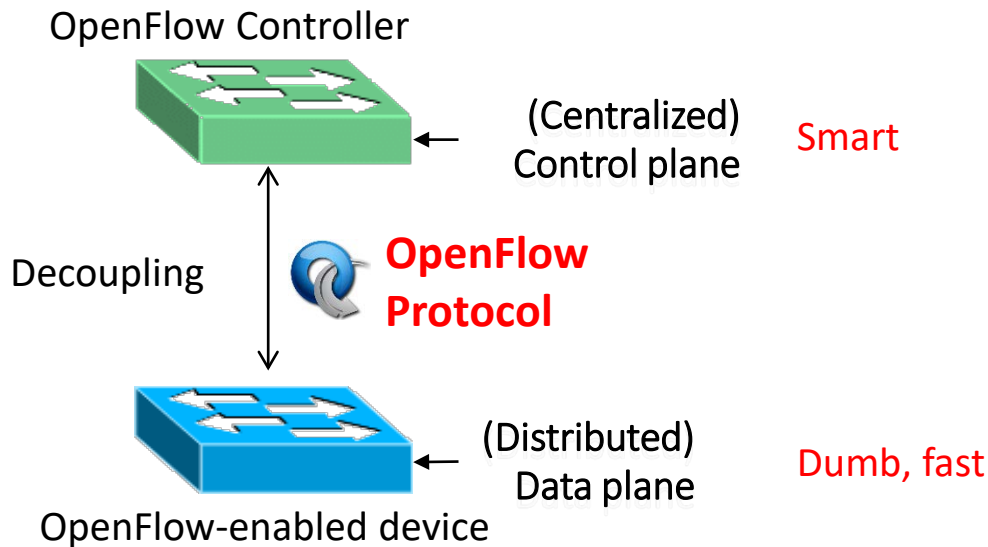 OpenFlow Controller
(Centralized)
Control plane
Smart
Decoupling
OpenFlow
Protocol
(Distributed)
Data plane
Dumb, fast
OpenFlow-enabled device